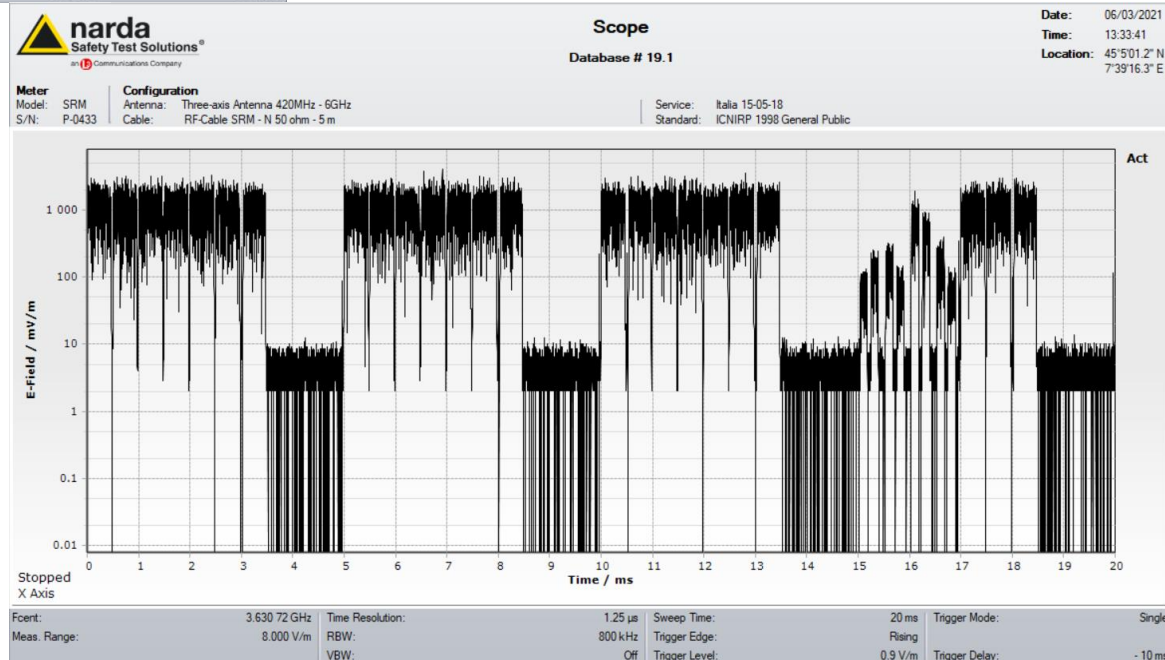 narda
Safety Test Solutions®
an L3 Communications Company
Scope
Database # 19.1
Date: 06/03/2021
Time: 13:33:41
Location: 45°5'01.2" N
7°39'16.3" E
Meter
Model: SRM
S/N: P-0433
Configuration
Antenna: Three-axis Antenna 420MHz - 6GHz
Cable: RF-Cable SRM - N 50 ohm - 5 m
Service: Italia 15-05-18
Standard: ICNIRP 1998 General Public
Act
E-Field / mV/m
1 000
100
10
1
0.1
0.01
0 1 2 3 4 5 6 7 8 9 10 11 12 13 14 15 16 17 18 19 20
Time / ms
Stopped
X Axis
Fcent: 3.630 72 GHz Time Resolution: 1.25 µs Sweep Time: 20 ms Trigger Mode: Single
Meas. Range: 8.000 V/m RBW: 800 kHz Trigger Edge: Rising
VBW: Off Trigger Level: 0.9 V/m Trigger Delay: - 10 ms